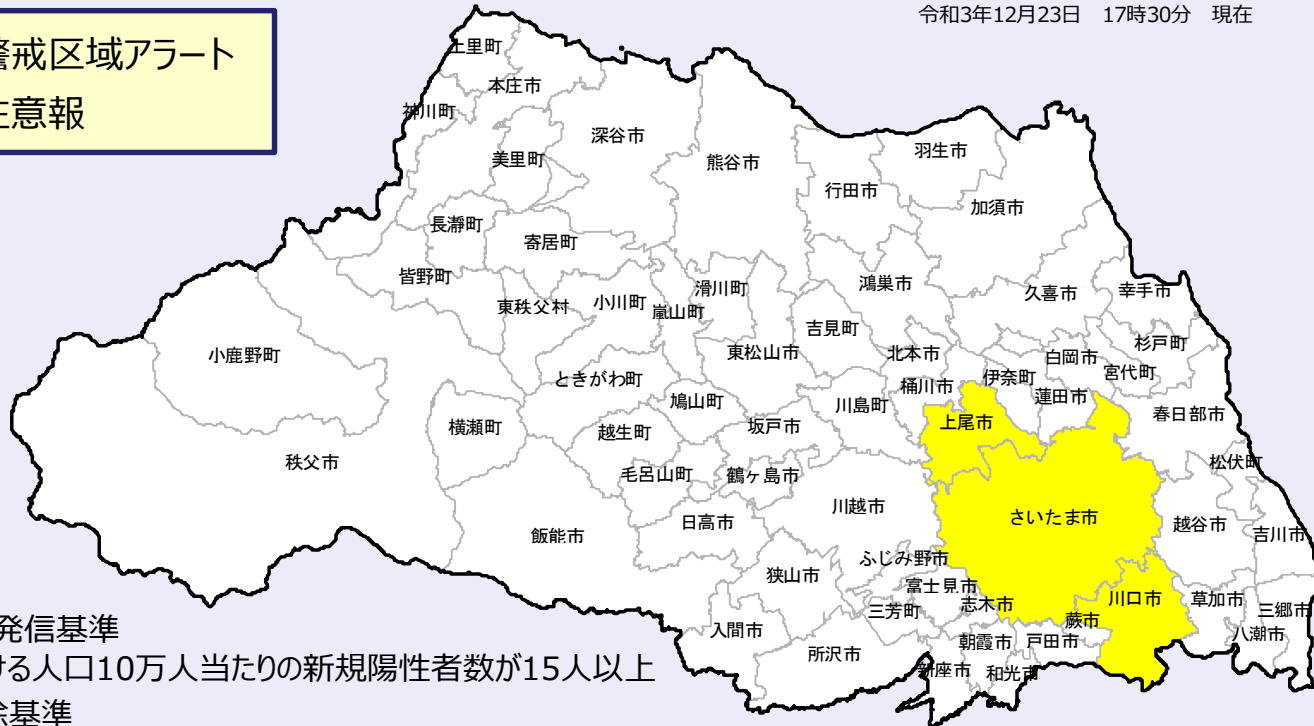 令和3年12月23日 17時30分 現在
警戒区域アラート
注意報
上里町
本庄市
神川町
深谷市
美里町
熊谷市
羽生市
行田市
加須市
長瀞町
寄居町
皆野町
滑川町
鴻巣市
久喜市
幸手市
東秩父村
小川町
嵐山町
吉見町
杉戸町
小鹿野町
東松山市
北本市
白岡市
宮代町
ときがわ町
桶川市
伊奈町
蓮田市
鳩山町
川島町
春日部市
横瀬町
越生町
坂戸市
上尾市
秩父市
松伏町
毛呂山町
鶴ヶ島市
川越市
さいたま市
日高市
越谷市
吉川市
飯能市
ふじみ野市
狭山市
富士見市
川口市
草加市
三郷市
三芳町
志木市
蕨市
入間市
朝霞市
戸田市
八潮市
所沢市
新座市
和光市
発信基準
ける人口10万人当たりの新規陽性者数が15人以上
除基準